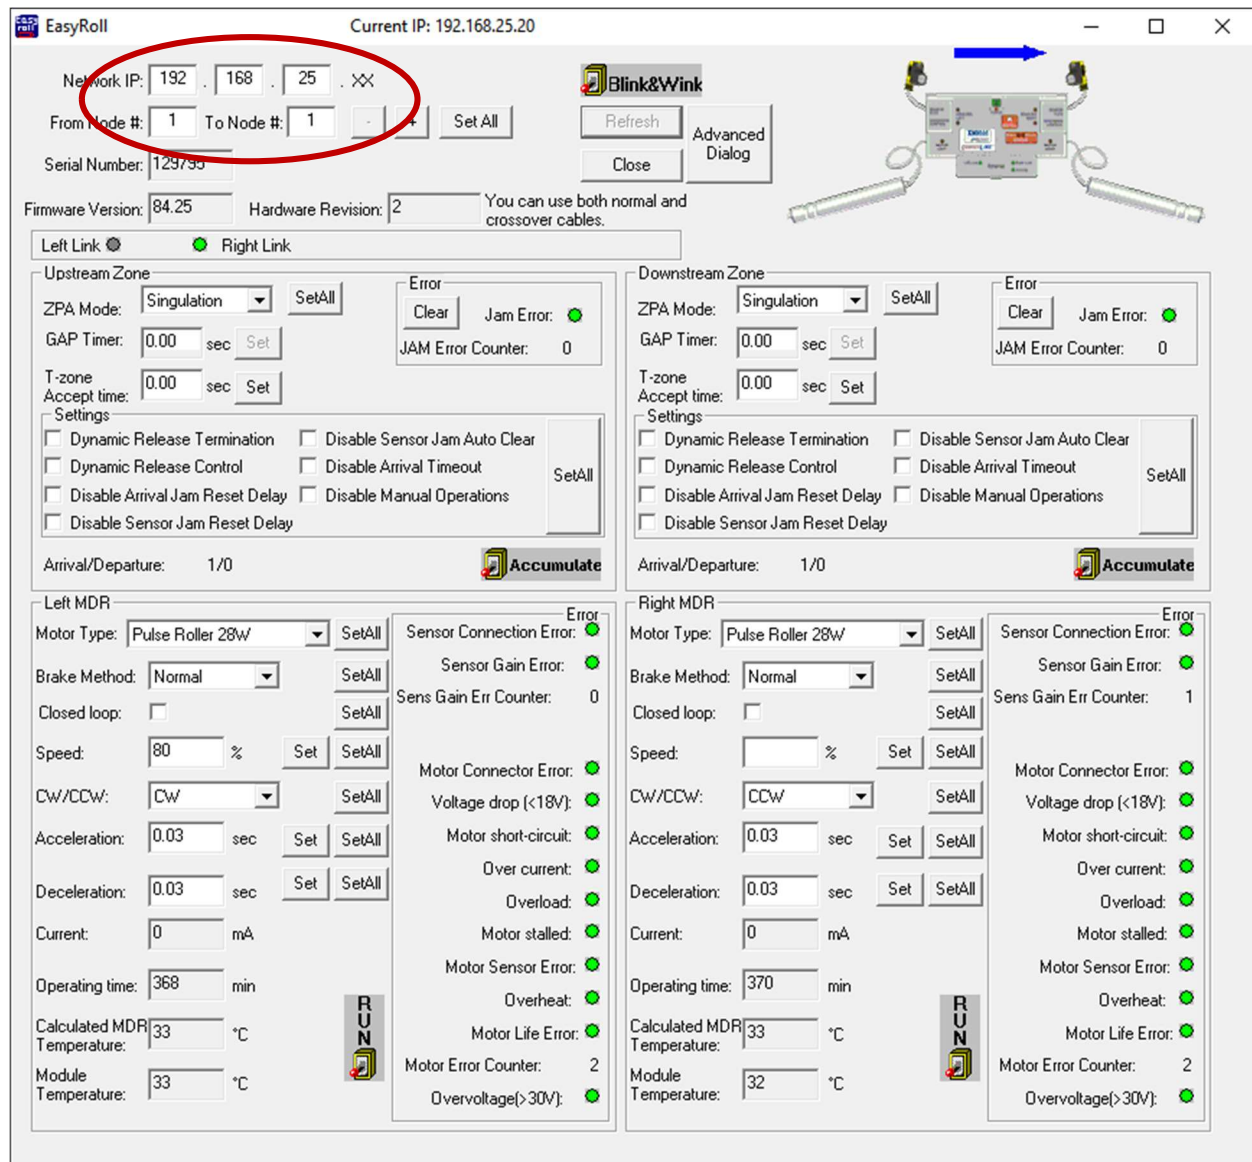 EasyRoll Current IP: 192.168.25.20
Network IP: 192 . 168 . 25 . XX
Blink&Wink
From Node #: 1 To Node #: 1 - + Set All
Refresh
Advanced Dialog
Serial Number: 129795
Close
Firmware Version: 84.25 Hardware Revision: 2
You can use both normal and
crossover cables.
Left Link Right Link
Upstream Zone
ZPA Mode: Singulation SetAll
GAP Timer: 0.00 sec Set
T-zone
Accept time: 0.00 sec Set
Error
Clear Jam Error:
JAM Error Counter: 0
Settings
Dynamic Release Termination Disable Sensor Jam Auto Clear
Dynamic Release Control Disable Arrival Timeout
Disable Arrival Jam Reset Delay Disable Manual Operations
Disable Sensor Jam Reset Delay
SetAll
Arrival/Departure: 1/0 Accumulate
Downstream Zone
ZPA Mode: Singulation SetAll
GAP Timer: 0.00 sec Set
T-zone
Accept time: 0.00 sec Set
Error
Clear Jam Error:
JAM Error Counter: 0
Settings
Dynamic Release Termination Disable Sensor Jam Auto Clear
Dynamic Release Control Disable Arrival Timeout
Disable Arrival Jam Reset Delay Disable Manual Operations
Disable Sensor Jam Reset Delay
SetAll
Arrival/Departure: 1/0 Accumulate
Left MDR
Motor Type: Pulse Roller 28W SetAll
Brake Method: Normal SetAll
Closed loop: SetAll
Speed: 80 % Set SetAll
CW/CCW: CW SetAll
Acceleration: 0.03 sec Set SetAll
Deceleration: 0.03 sec Set SetAll
Current: 0 mA
Operating time: 368 min
Calculated MDR
Temperature: 33 °C
Module
Temperature: 33 °C
RUN
Error
Sensor Connection Error:
Sensor Gain Error:
Sens Gain Err Counter: 0
Motor Connector Error:
Voltage drop (<18V):
Motor short-circuit:
Over current:
Overload:
Motor stalled:
Motor Sensor Error:
Overheat:
Motor Life Error:
Motor Error Counter: 2
Overvoltage(>30V):
Right MDR
Motor Type: Pulse Roller 28W SetAll
Brake Method: Normal SetAll
Closed loop: SetAll
Speed: % Set SetAll
CW/CCW: CCW SetAll
Acceleration: 0.03 sec Set SetAll
Deceleration: 0.03 sec Set SetAll
Current: 0 mA
Operating time: 370 min
Calculated MDR
Temperature: 33 °C
Module
Temperature: 32 °C
RUN
Error
Sensor Connection Error:
Sensor Gain Error:
Sens Gain Err Counter: 1
Motor Connector Error:
Voltage drop (<18V):
Motor short-circuit:
Over current:
Overload:
Motor stalled:
Motor Sensor Error:
Overheat:
Motor Life Error:
Motor Error Counter: 2
Overvoltage(>30V):